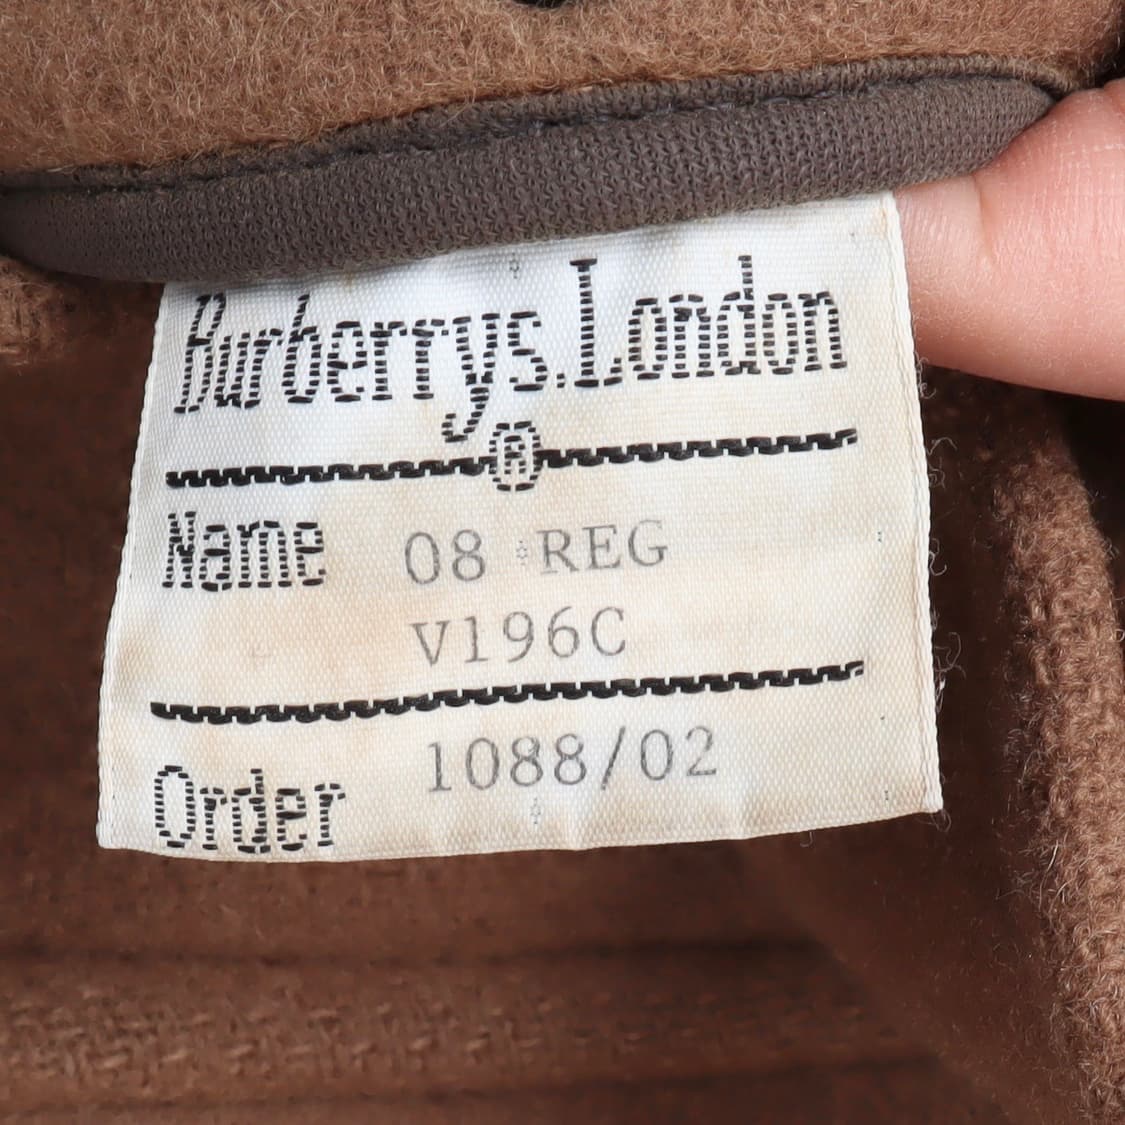 Burberrys.London
®
Name 08 REG
V196C
Order 1088/02